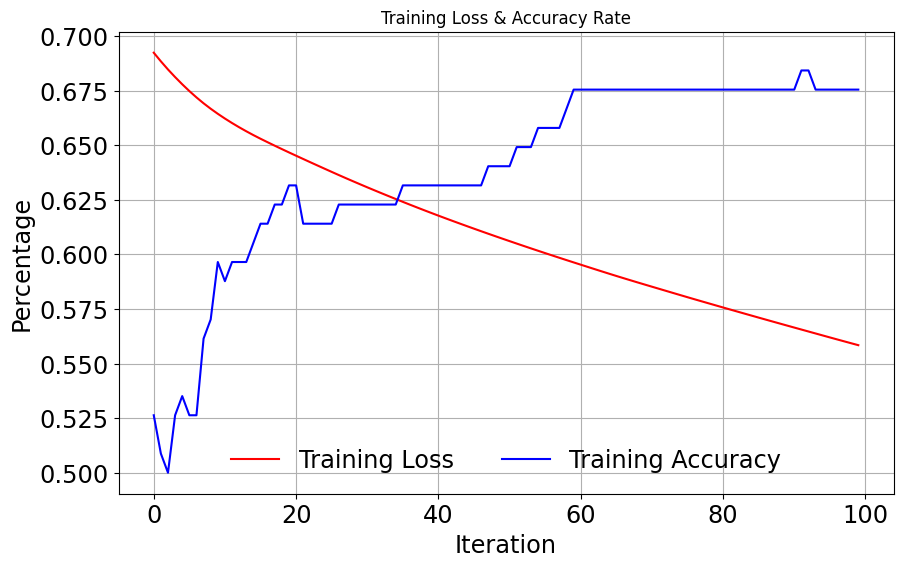 Training Loss & Accuracy Rate
0.700
0.675
0.650
0.625
0.600
0.575
0.550
0.525
0.500
Percentage
Training Loss
Training Accuracy
0 20 40 60 80 100
Iteration